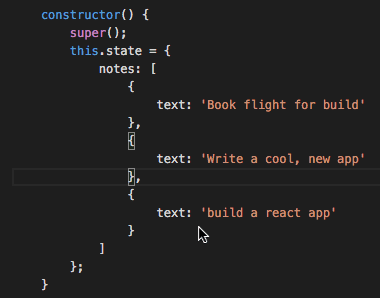 constructor() {
    super();
    this.state = {
        notes: [
            {
                text: 'Book flight for build'
            },
            {
                text: 'Write a cool, new app'
            },
            {
                text: 'build a react app'
            }
        ]
    };
}